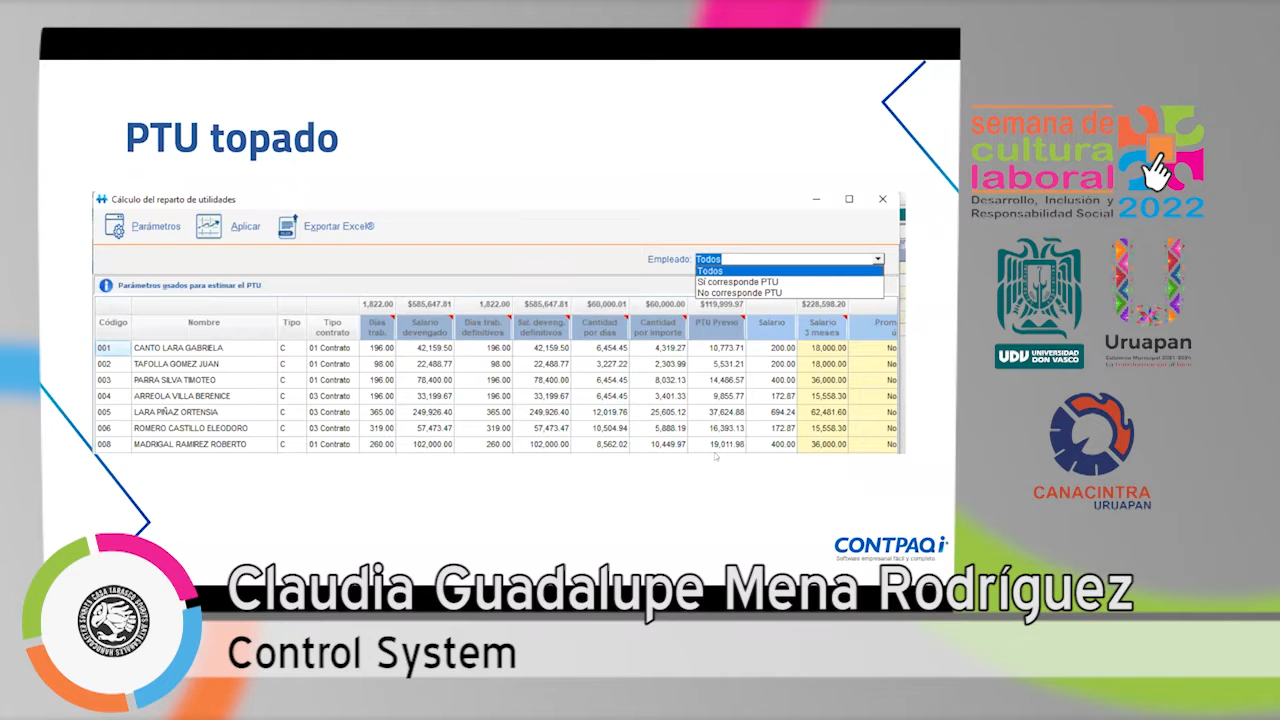 PTU topado
Cálculo del reparto de utilidades
Parámetros Aplicar Exportar Excel®
Empleado: Todos
Todos
Sí corresponde PTU
No corresponde PTU
Parámetros usados para estimar el PTU
1,822.00 $585,647.81 1,822.00 $585,647.81 $60,000.01 $60,000.00 $119,999.97 $228,598.20
Código Nombre Tipo Tipo contrato Días trab. Salario devengado Días trab. definitivos Sal. deveng. definitivos Cantidad por días Cantidad por importe PTU Previo Salario Salario 3 meses Prom
001 CANTO LARA GABRIELA C 01 Contrato 196.00 42,159.50 196.00 42,159.50 6,454.45 4,319.27 10,773.71 200.00 18,000.00 No
002 TAFOLLA GOMEZ JUAN C 01 Contrato 98.00 22,488.77 98.00 22,488.77 3,227.22 2,303.99 5,531.21 200.00 18,000.00 No
003 PARRA SILVA TIMOTEO C 01 Contrato 196.00 78,400.00 196.00 78,400.00 6,454.45 8,032.13 14,486.57 400.00 36,000.00 No
004 ARREOLA VILLA BERENICE C 03 Contrato 196.00 33,199.67 196.00 33,199.67 6,454.45 3,401.33 9,855.77 172.87 15,558.30 No
005 LARA PIÑAZ ORTENSIA C 03 Contrato 365.00 249,926.40 365.00 249,926.40 12,019.76 25,605.12 37,624.88 694.24 62,481.60 No
006 ROMERO CASTILLO ELEODORO C 03 Contrato 319.00 57,473.47 319.00 57,473.47 10,504.94 5,888.19 16,393.13 172.87 15,558.30 No
008 MADRIGAL RAMIREZ ROBERTO C 01 Contrato 260.00 102,000.00 260.00 102,000.00 8,562.02 10,449.97 19,011.98 400.00 36,000.00 No
CONTPAQi
Software empresarial fácil y completo
semana de
cultura
laboral
Desarrollo, Inclusión y
Responsabilidad Social
2022
UDV UNIVERSIDAD
DON VASCO
Uruapan
Gobierno Municipal 2021-2024
CANACINTRA
URUAPAN
Claudia Guadalupe Mena Rodríguez
Control System